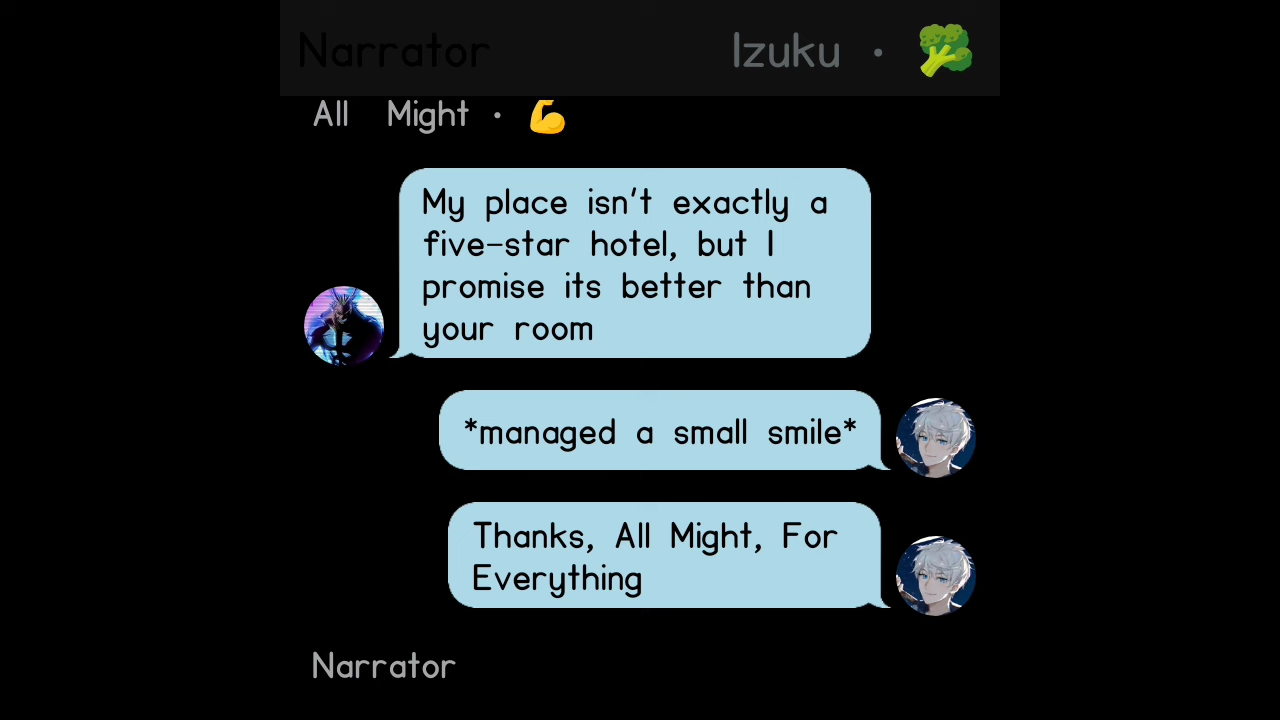 Narrator
Izuku • 🥦
All Might • 💪
My place isn't exactly a
five-star hotel, but I
promise its better than
your room
*managed a small smile*
Thanks, All Might, For
Everything
Narrator